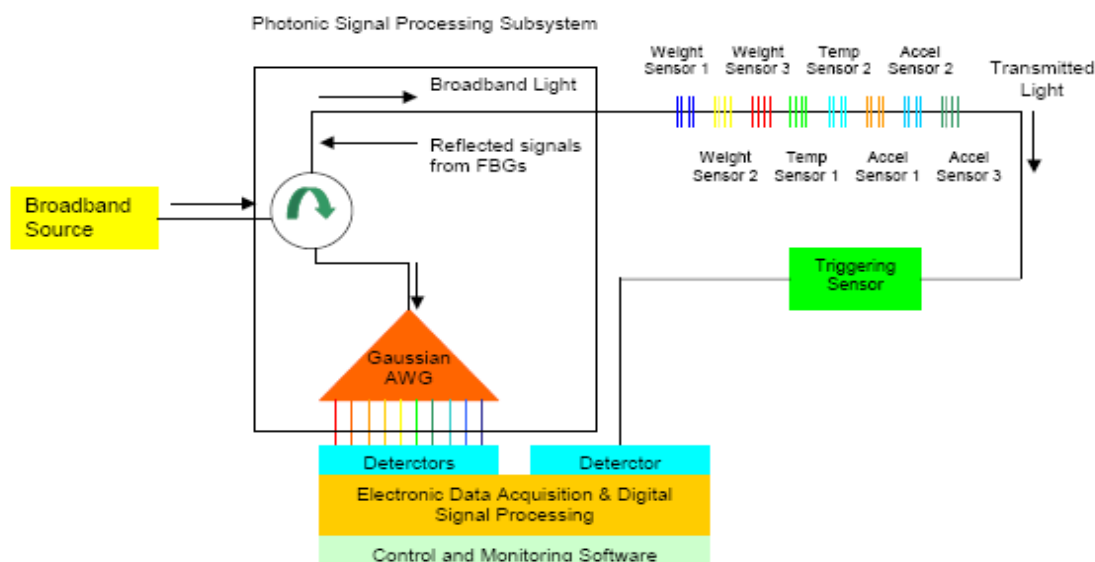 Photonic Signal Processing Subsystem
Weight
Sensor 1
Weight
Sensor 3
Temp
Sensor 2
Accel
Sensor 2
Transmitted
Light
Broadband Light
Reflected signals
from FBGs
Weight
Sensor 2
Temp
Sensor 1
Accel
Sensor 1
Accel
Sensor 3
Broadband
Source
Triggering
Sensor
Gaussian
AWG
Deterctors
Deterctor
Electronic Data Acquisition & Digital
Signal Processing
Control and Monitoring Software